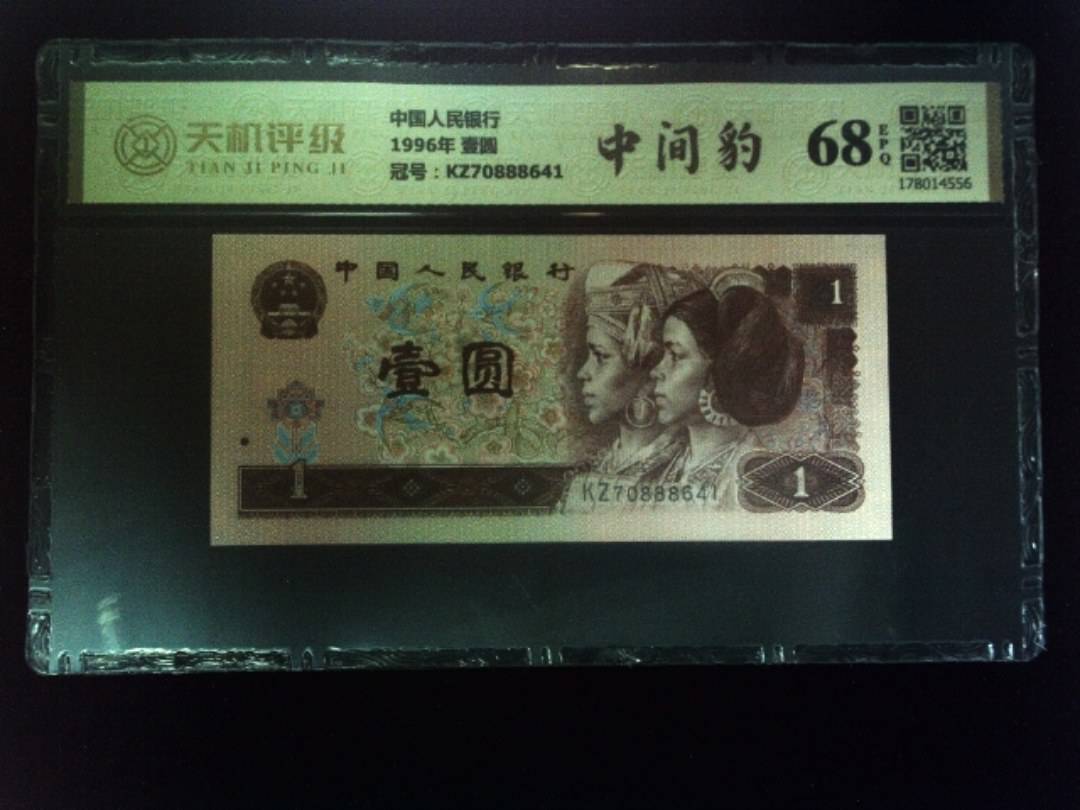 天机评级
TIAN JI PING JI
中国人民银行
1996年 壹圆
冠号：KZ70888641
中间豹
68
EPQ
178014556
中国人民银行
1
壹圆
1
KZ70888641
1